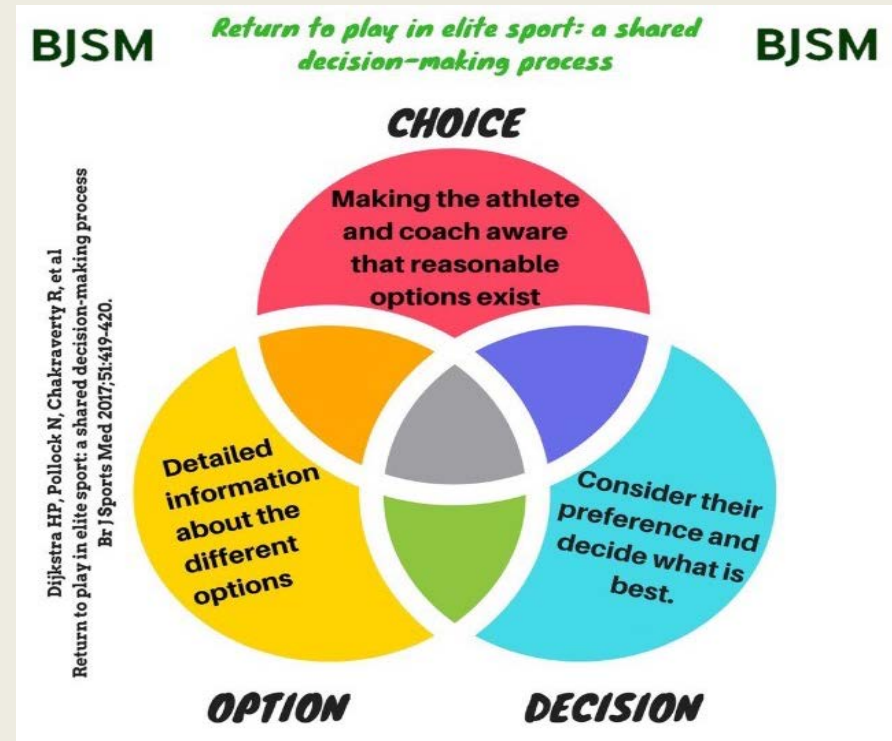 BJSM
Return to play in elite sport: a shared
decision-making process
BJSM
CHOICE
Making the athlete
and coach aware
that reasonable
options exist
Dijkstra HP, Pollock N, Chakraverty R, et al
Return to play in elite sport: a shared decision-making process
Br J Sports Med 2017;51:419-420.
Detailed
information
about the
different
options
Consider their
preference and
decide what is
best.
OPTION
DECISION